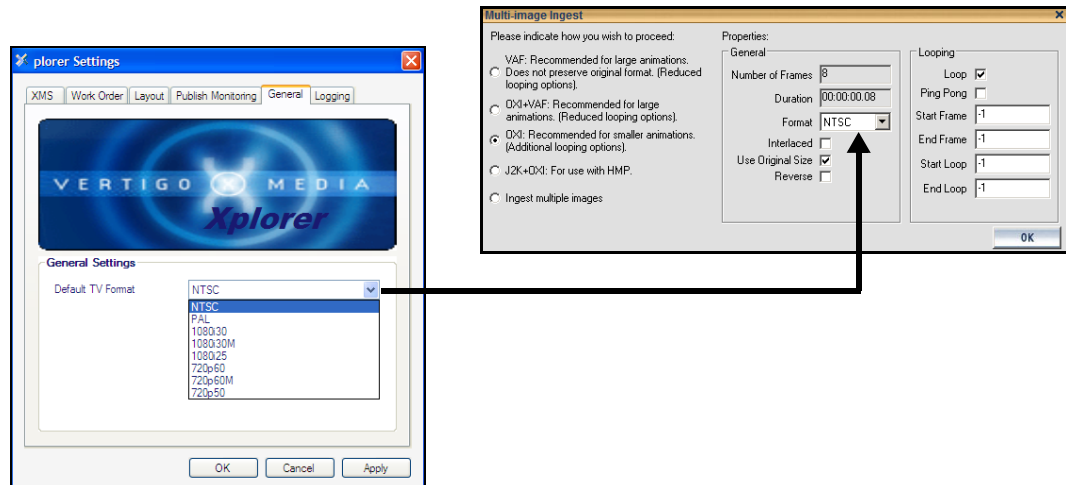 plorer Settings
XMS Work Order Layout Publish Monitoring General Logging
VERTIGO X MEDIA
Xplorer
General Settings
Default TV Format NTSC
NTSC
PAL
1080i30
1080i30M
1080i25
720p60
720p60M
720p50
OK Cancel Apply
Multi-image Ingest
Please indicate how you wish to proceed:
VAF: Recommended for large animations.
Does not preserve original format. (Reduced
looping options).
OXI+VAF: Recommended for large
animations. (Reduced looping options).
OXI: Recommended for smaller animations.
(Additional looping options).
J2K+OXI: For use with HMP.
Ingest multiple images
Properties:
General
Number of Frames 8
Duration 00:00:00.08
Format NTSC
Interlaced
Use Original Size
Reverse
Looping
Loop
Ping Pong
Start Frame -1
End Frame -1
Start Loop -1
End Loop -1
OK